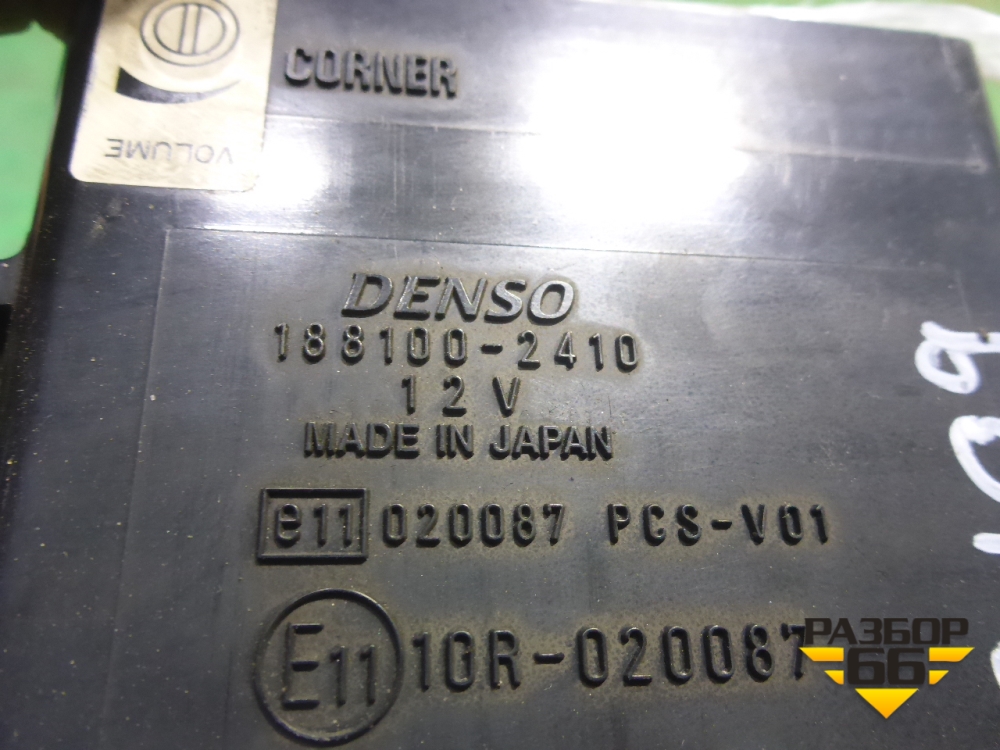 CORNER
VOLUME
DENSO
188100-2410
12V
MADE IN JAPAN
e11 020087 PCS-V01
E11 10R-020087
РАЗБОР
66